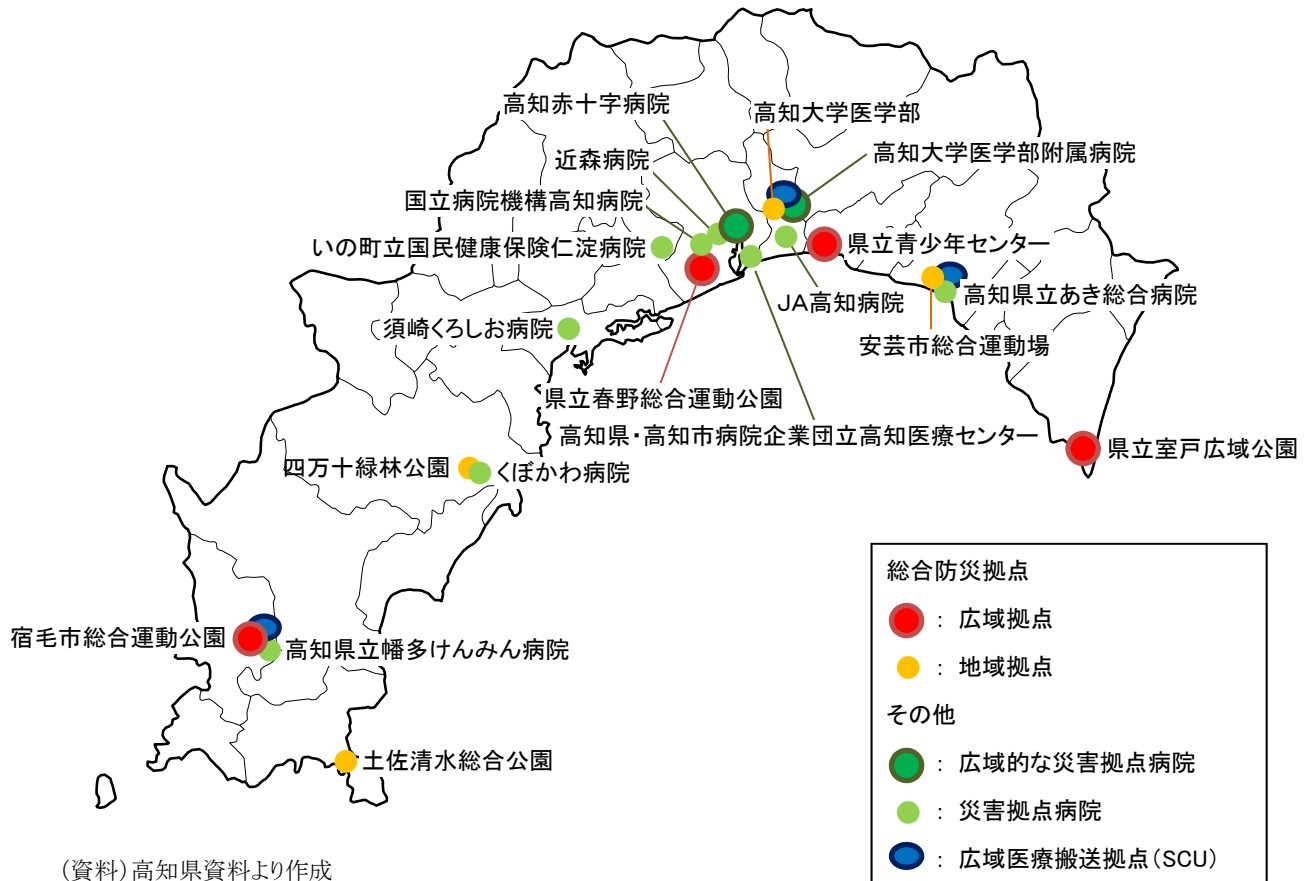 高知赤十字病院
高知大学医学部
近森病院
高知大学医学部附属病院
国立病院機構高知病院
いの町立国民健康保険仁淀病院
県立青少年センター
JA高知病院
高知県立あき総合病院
須崎くろしお病院
安芸市総合運動場
県立春野総合運動公園
高知県・高知市病院企業団立高知医療センター
県立室戸広域公園
四万十緑林公園
くぼかわ病院
宿毛市総合運動公園
高知県立幡多けんみん病院
土佐清水総合公園
総合防災拠点
： 広域拠点
： 地域拠点
その他
： 広域的な災害拠点病院
： 災害拠点病院
： 広域医療搬送拠点(SCU)
(資料)高知県資料より作成